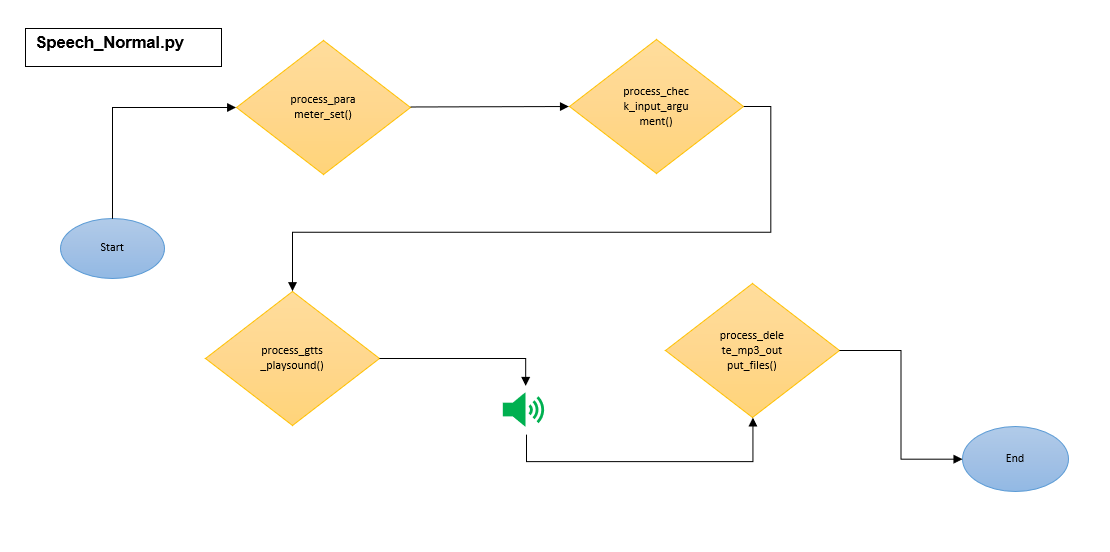 Speech_Normal.py
process_para
meter_set()
process_chec
k_input_argu
ment()
Start
process_gtts
_playsound()
process_dele
te_mp3_out
put_files()
End